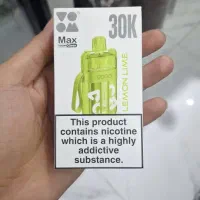 Max
30K
LEMON LIME
This product
contains nicotine
which is a highly
addictive
substance.